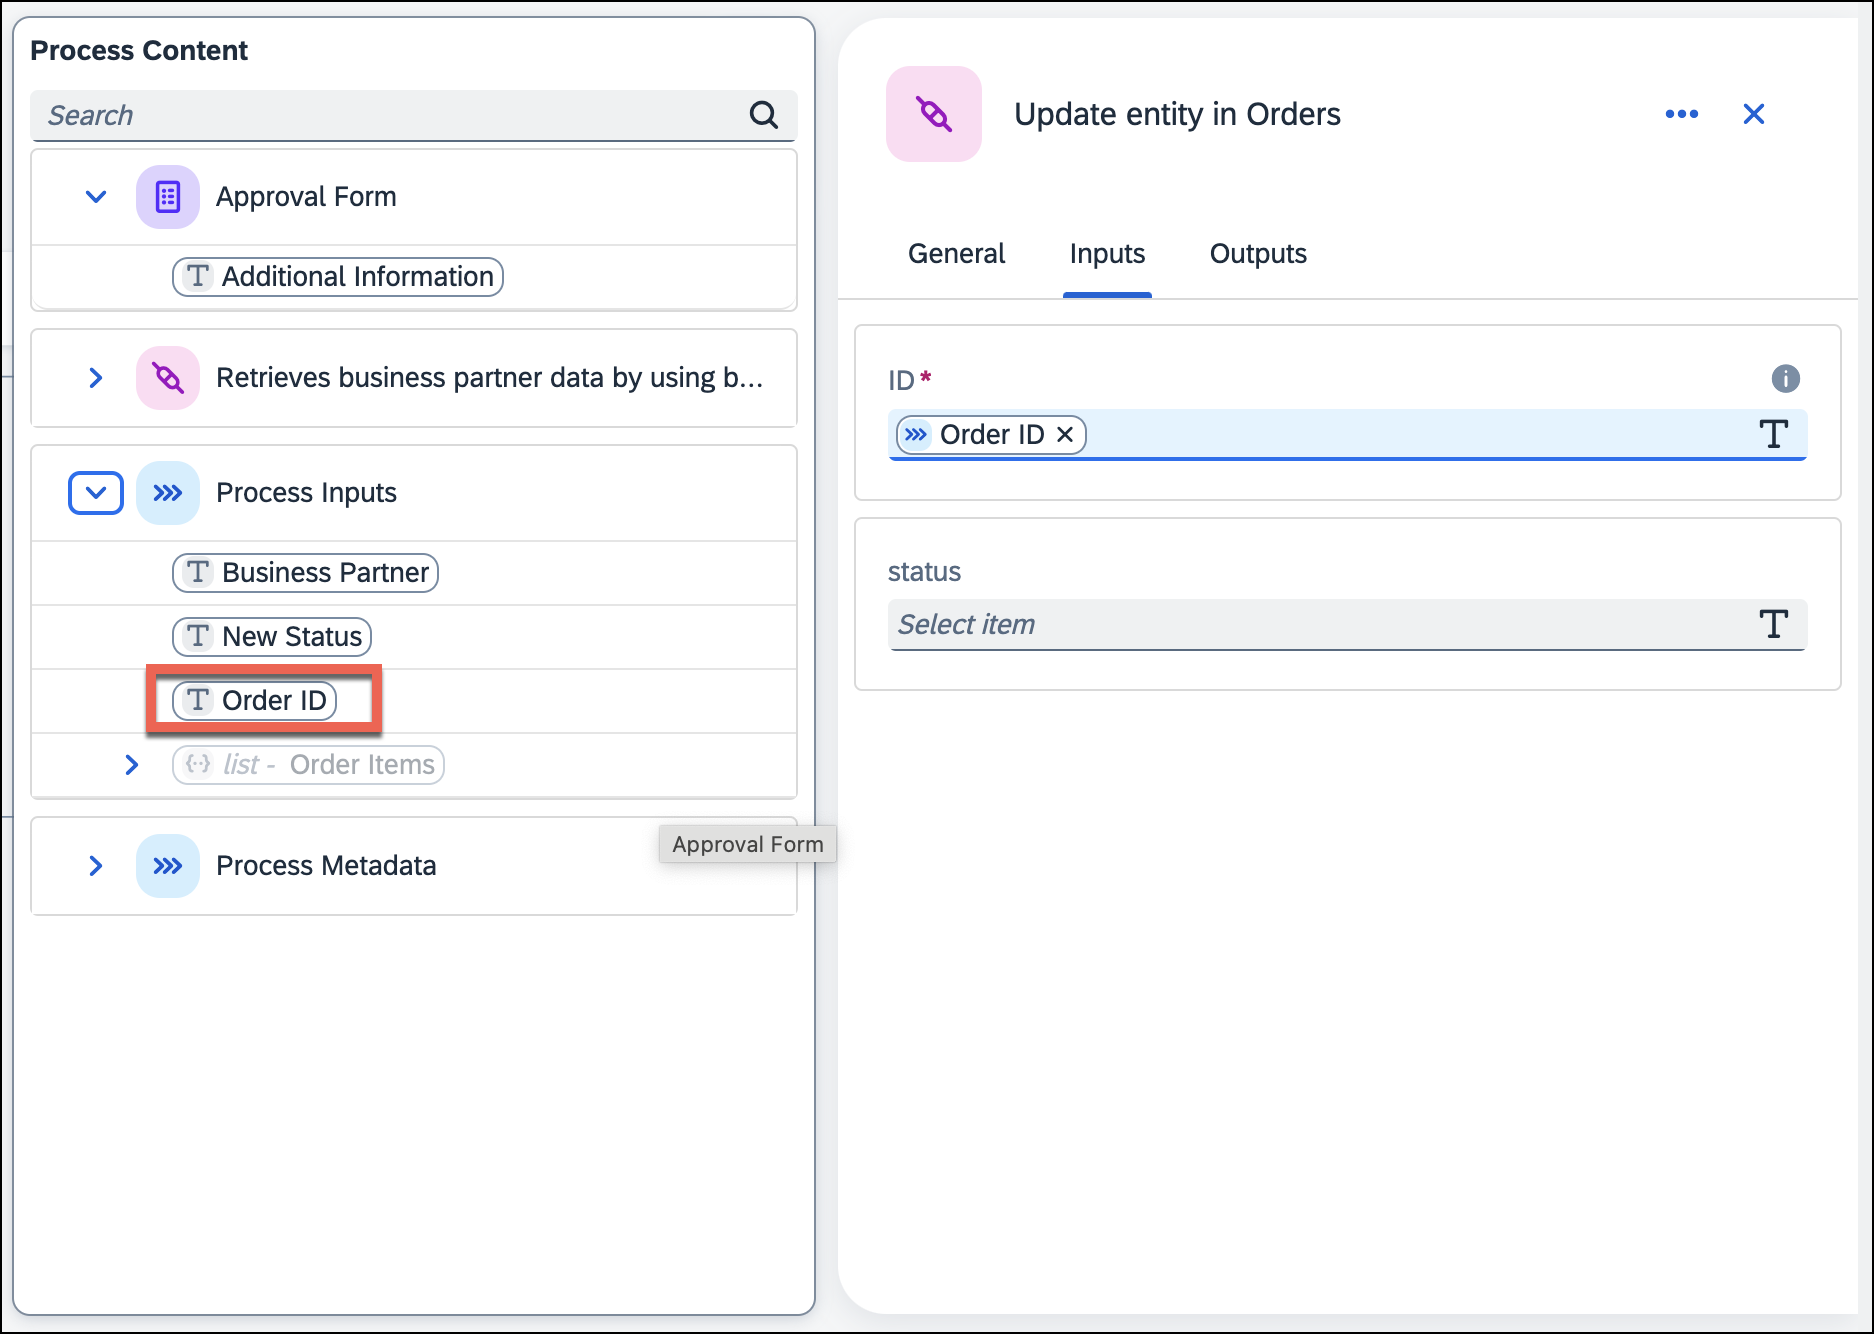 Process Content
Search
Approval Form
Additional Information
Retrieves business partner data by using b...
Process Inputs
Business Partner
New Status
Order ID
list - Order Items
Process Metadata
Approval Form
Update entity in Orders
General Inputs Outputs
ID*
Order ID
status
Select item